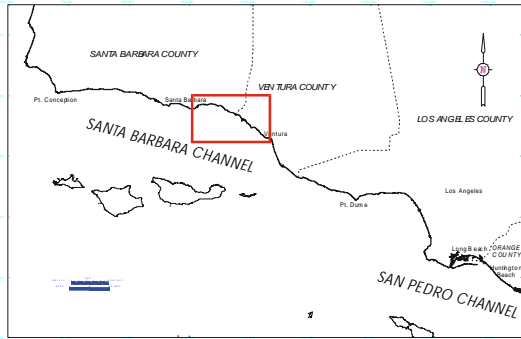 SANTA BARBARA COUNTY
VENTURA COUNTY
LOS ANGELES COUNTY
N
Pt. Conception
Santa Barbara
Ventura
SANTA BARBARA CHANNEL
Los Angeles
Pt. Dume
Long Beach
ORANGE
COUNTY
Huntington
Beach
SAN PEDRO CHANNEL